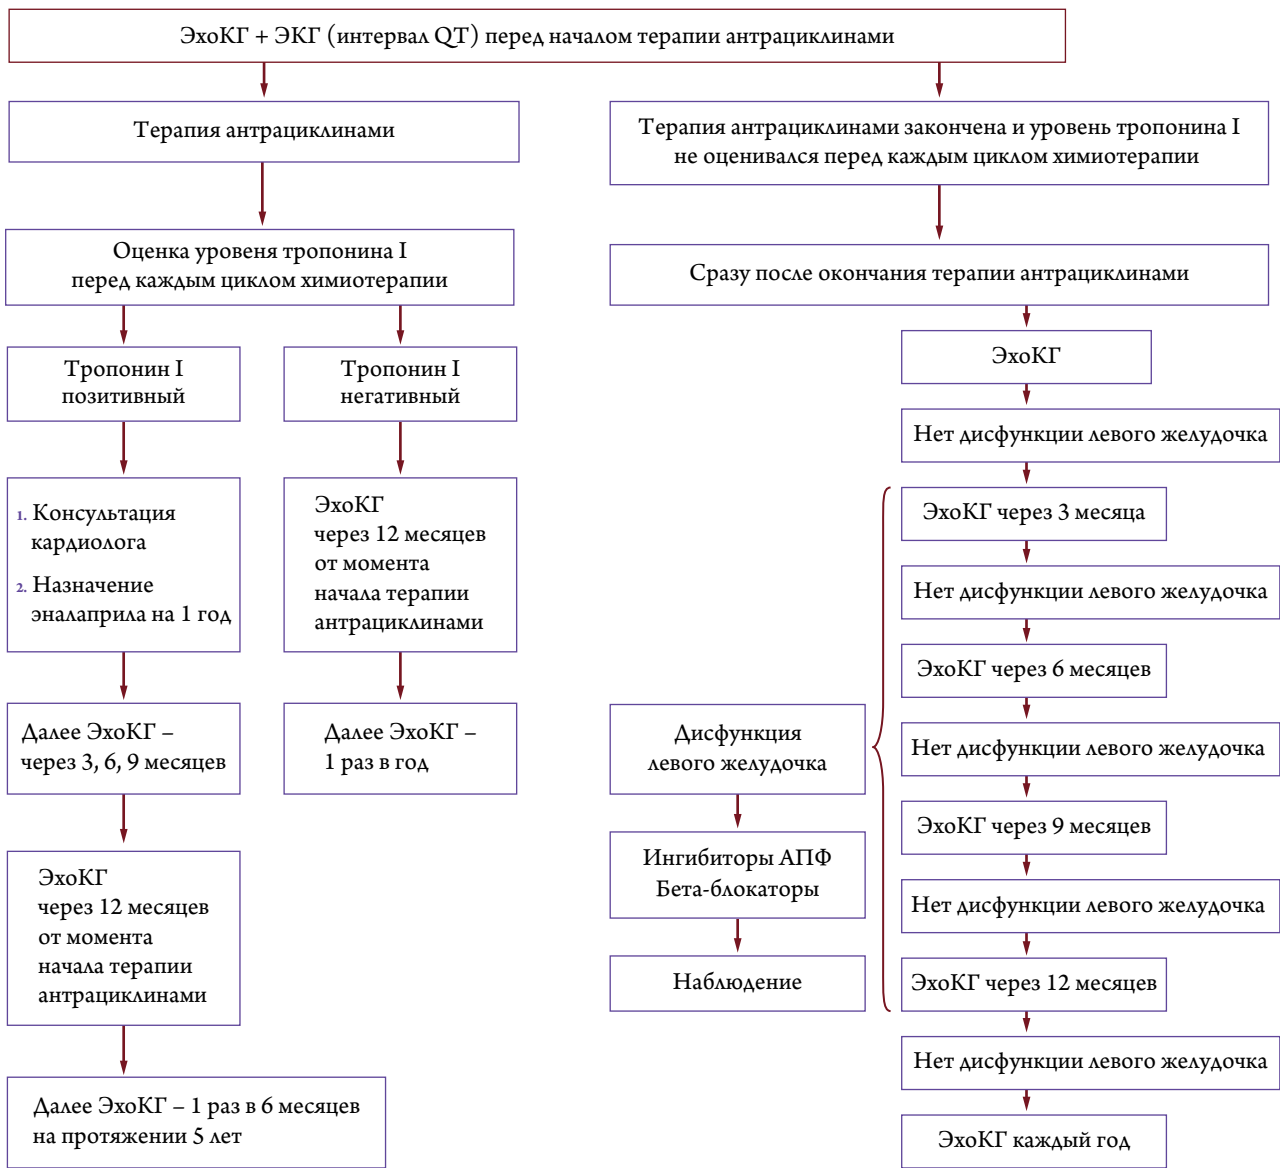 ЭхоКГ + ЭКГ (интервал QT) перед началом терапии антрациклинами
Терапия антрациклинами
Оценка уровеня тропонина I
перед каждым циклом химиотерапии
Тропонин I
позитивный
1. Консультация
кардиолога
2. Назначение
эналаприла на 1 год
Далее ЭхоКГ –
через 3, 6, 9 месяцев
ЭхоКГ
через 12 месяцев
от момента
начала терапии
антрациклинами
Далее ЭхоКГ – 1 раз в 6 месяцев
на протяжении 5 лет
Тропонин I
негативный
ЭхоКГ
через 12 месяцев
от момента
начала терапии
антрациклинами
Далее ЭхоКГ –
1 раз в год
Терапия антрациклинами закончена и уровень тропонина I
не оценивался перед каждым циклом химиотерапии
Сразу после окончания терапии антрациклинами
ЭхоКГ
Нет дисфункции левого желудочка
ЭхоКГ через 3 месяца
Нет дисфункции левого желудочка
ЭхоКГ через 6 месяцев
Нет дисфункции левого желудочка
ЭхоКГ через 9 месяцев
Нет дисфункции левого желудочка
ЭхоКГ через 12 месяцев
Нет дисфункции левого желудочка
ЭхоКГ каждый год
Дисфункция
левого желудочка
Ингибиторы АПФ
Бета-блокаторы
Наблюдение